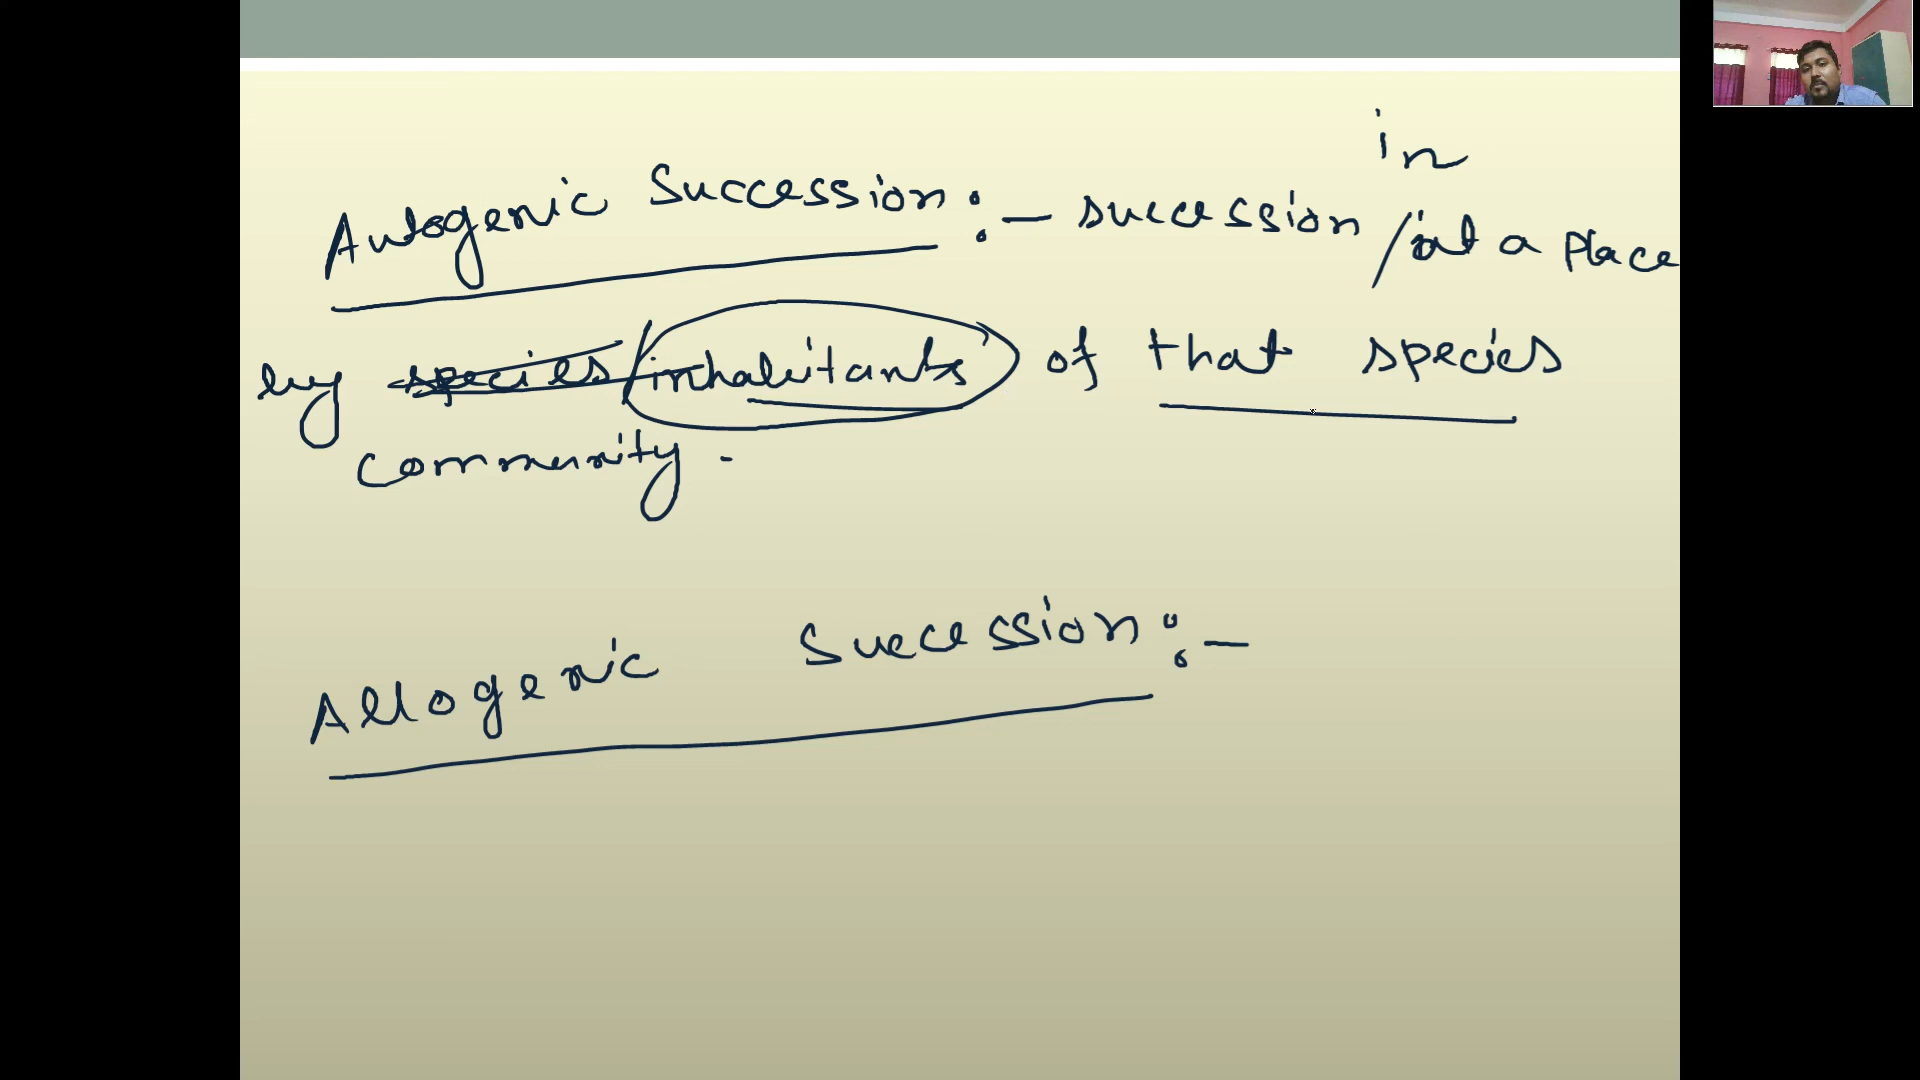 in
Autogenic Succession :- succession /at a place
by species/inhabitants of that species
community.
Allogenic Succession :-